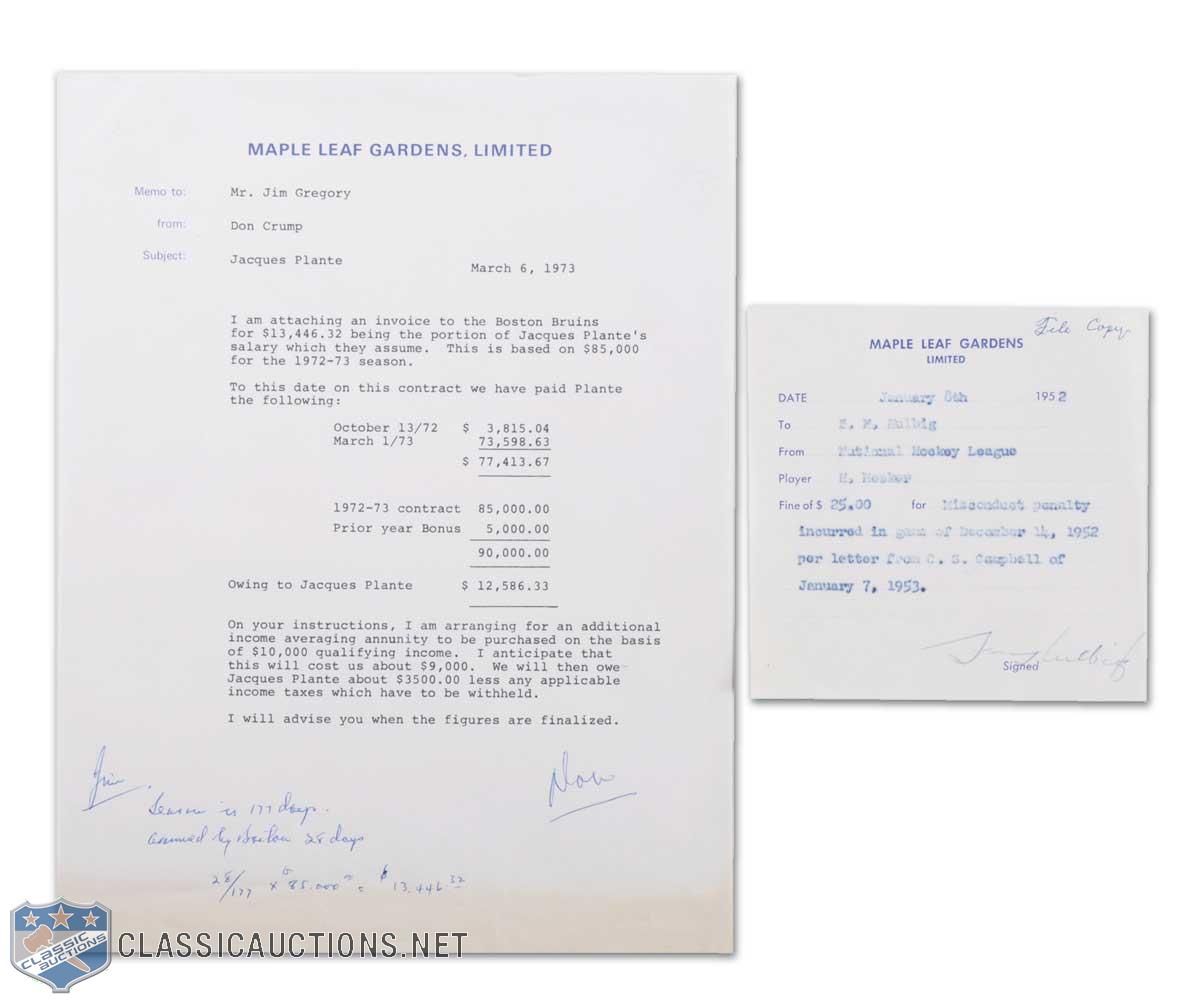 MAPLE LEAF GARDENS, LIMITED
Memo to: Mr. Jim Gregory
from: Don Crump
Subject: Jacques Plante
March 6, 1973
I am attaching an invoice to the Boston Bruins
for $13,446.32 being the portion of Jacques Plante's
salary which they assume. This is based on $85,000
for the 1972-73 season.
To this date on this contract we have paid Plante
the following:
October 13/72 $ 3,815.04
March 1/73 73,598.63
$ 77,413.67
1972-73 contract 85,000.00
Prior year Bonus 5,000.00
90,000.00
Owing to Jacques Plante $ 12,586.33
On your instructions, I am arranging for an additional
income averaging annunity to be purchased on the basis
of $10,000 qualifying income. I anticipate that
this will cost us about $9,000. We will then owe
Jacques Plante about $3500.00 less any applicable
income taxes which have to be withheld.
I will advise you when the figures are finalized.
Jim
Don
Season is 177 days.
assumed by Boston 28 days
28/177 x $85,000 00 = $13,446.32
File Copy
MAPLE LEAF GARDENS
LIMITED
DATE January 8th 1952
To
From National Hockey League
Player
Fine of $ 25.00 for Misconduct penalty
incurred in game of December 14, 1952
per letter from C. S. Campbell of
January 7, 1953.
Signed
CLASSIC
AUCTIONS
CLASSICAUCTIONS.NET